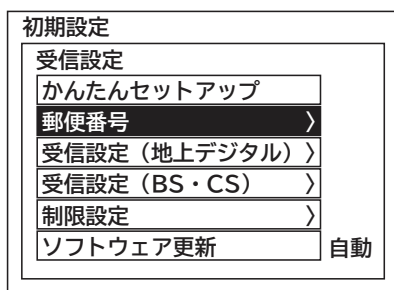 初期設定
受信設定
かんたんセットアップ
郵便番号 〉
受信設定（地上デジタル）〉
受信設定（BS・CS） 〉
制限設定 〉
ソフトウェア更新 自動